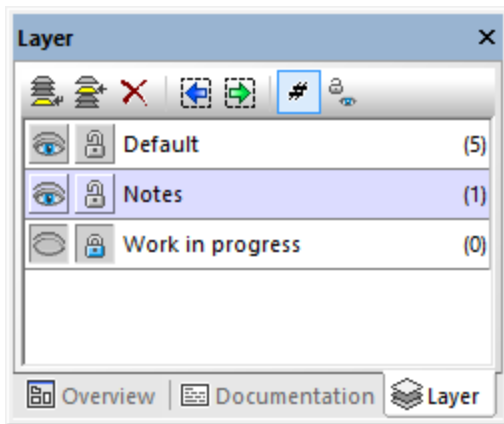 Layer
#
Default (5)
Notes (1)
Work in progress (0)
Overview Documentation Layer